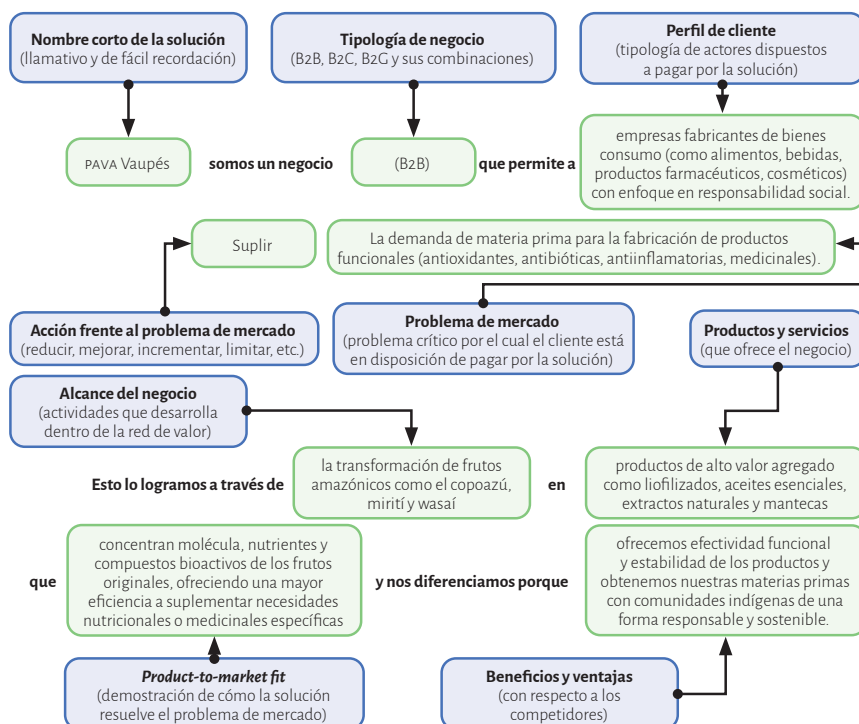 Nombre corto de la solución
(llamativo y de fácil recordación)
Tipología de negocio
(B2B, B2C, B2G y sus combinaciones)
Perfil de cliente
(tipología de actores dispuestos
a pagar por la solución)
PAVA Vaupés
somos un negocio
(B2B)
que permite a
empresas fabricantes de bienes
consumo (como alimentos, bebidas,
productos farmacéuticos, cosméticos)
con enfoque en responsabilidad social.
Suplir
La demanda de materia prima para la fabricación de productos
funcionales (antioxidantes, antibióticas, antiinflamatorias, medicinales).
Acción frente al problema de mercado
(reducir, mejorar, incrementar, limitar, etc.)
Problema de mercado
(problema crítico por el cual el cliente está
en disposición de pagar por la solución)
Productos y servicios
(que ofrece el negocio)
Alcance del negocio
(actividades que desarrolla
dentro de la red de valor)
Esto lo logramos a través de
la transformación de frutos
amazónicos como el copoazú,
mirití y wasaí
en
productos de alto valor agregado
como liofilizados, aceites esenciales,
extractos naturales y mantecas
que
concentran molécula, nutrientes y
compuestos bioactivos de los frutos
originales, ofreciendo una mayor
eficiencia a suplementar necesidades
nutricionales o medicinales específicas
y nos diferenciamos porque
ofrecemos efectividad funcional
y estabilidad de los productos y
obtenemos nuestras materias primas
con comunidades indígenas de una
forma responsable y sostenible.
Product-to-market fit
(demostración de cómo la solución
resuelve el problema de mercado)
Beneficios y ventajas
(con respecto a los
competidores)